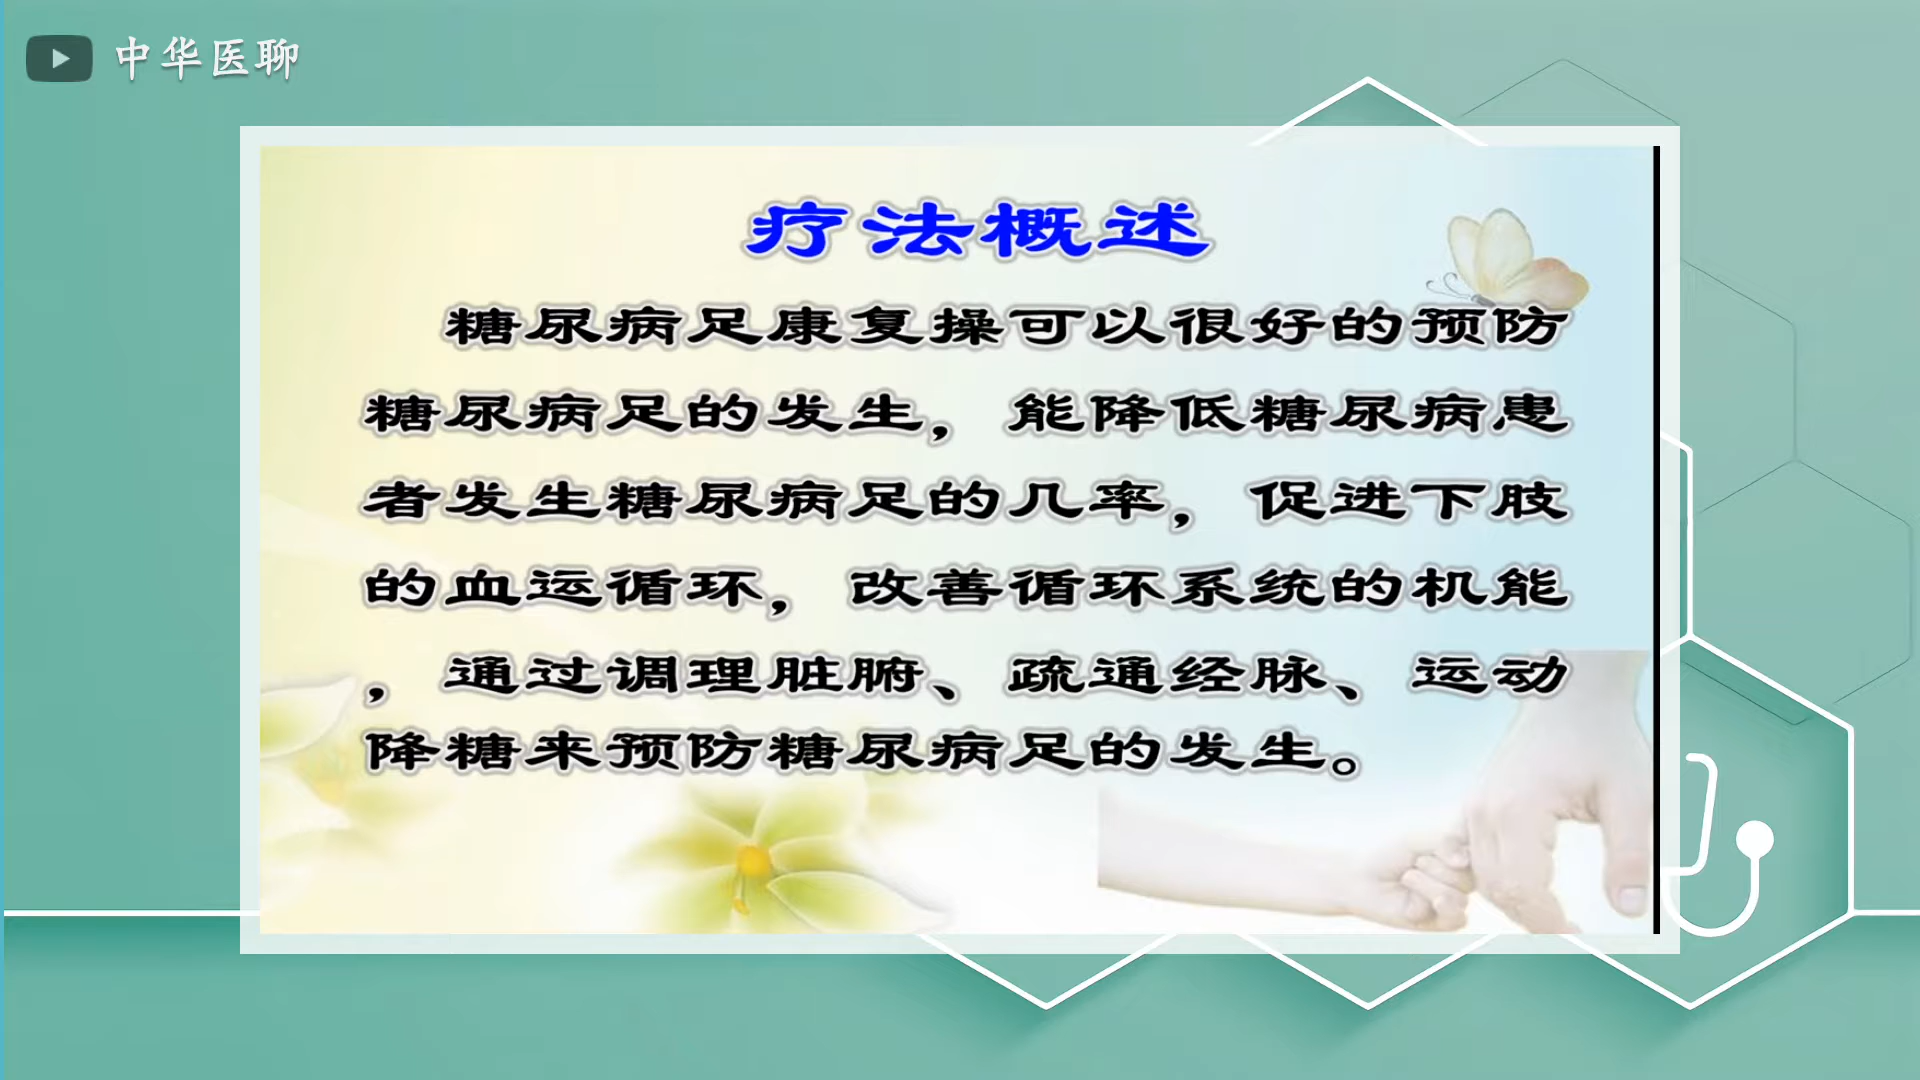 中华医聊
疗法概述
糖尿病足康复操可以很好的预防
糖尿病足的发生，能降低糖尿病患
者发生糖尿病足的几率，促进下肢
的血运循环，改善循环系统的机能
，通过调理脏腑、疏通经脉、运动
降糖来预防糖尿病足的发生。